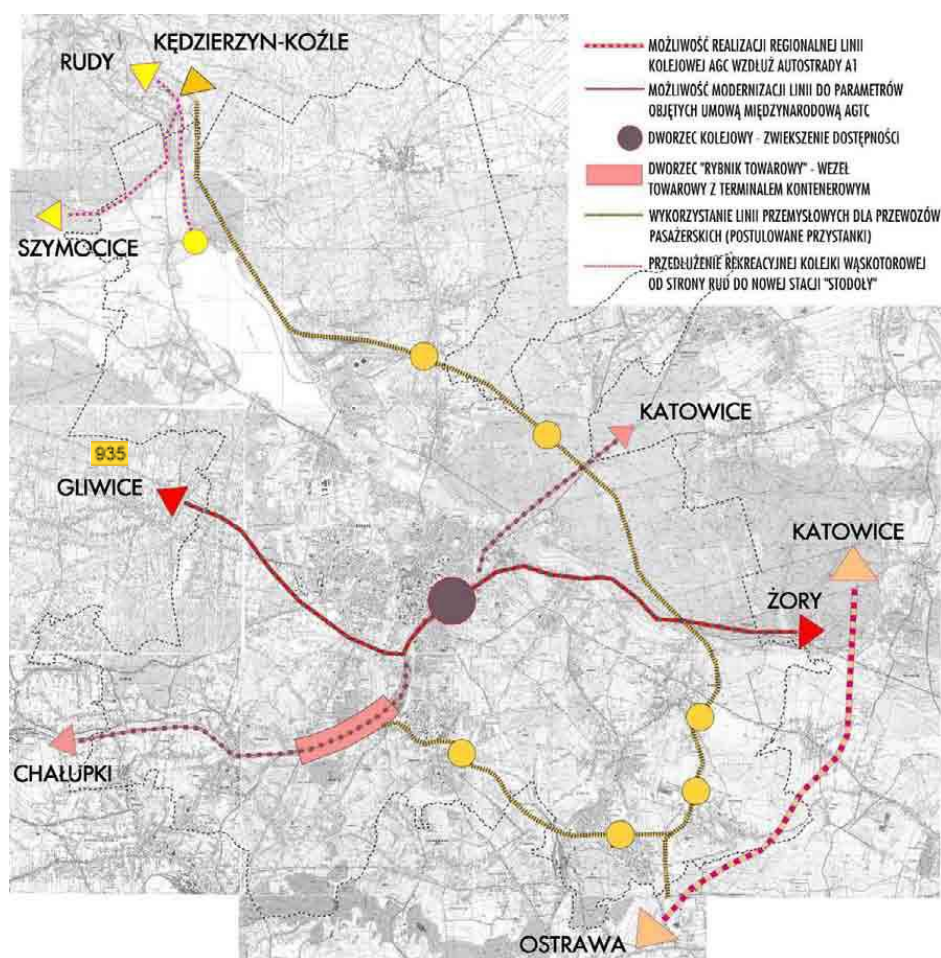 KĘDZIERZYN-KOŹLE
RUDY
SZYMOCICE
MOŻLIWOŚĆ REALIZACJI REGIONALNEJ LINII
KOLEJOWEJ AGC WZDŁUŻ AUTOSTRADY A1
MOŻLIWOŚĆ MODERNIZACJI LINII DO PARAMETRÓW
OBJĘTYCH UMOWĄ MIĘDZYNARODOWĄ AGTC
DWORZEC KOLEJOWY - ZWIEKSZENIE DOSTĘPNOŚCI
DWORZEC "RYBNIK TOWAROWY" - WEZEŁ
TOWAROWY Z TERMINALEM KONTENEROWYM
WYKORZYSTANIE LINII PRZEMYSŁOWYCH DLA PRZEWOZÓW
PASAŻERSKICH (POSTULOWANE PRZYSTANKI)
PRZEDŁUŻENIE REKREACYJNEJ KOLEJKI WĄSKOTOROWEJ
OD STRONY RUD DO NOWEJ STACJI "STODOŁY"
KATOWICE
935
GLIWICE
KATOWICE
ŻORY
CHAŁUPKI
OSTRAWA